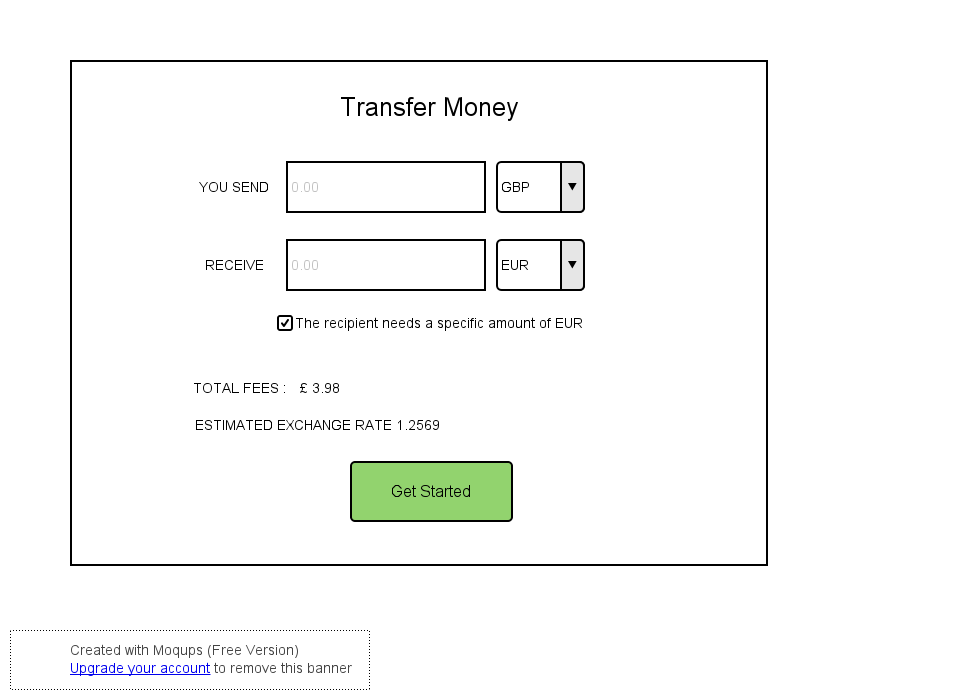 Transfer Money
YOU SEND 0.00 GBP
RECEIVE 0.00 EUR
The recipient needs a specific amount of EUR
TOTAL FEES : £ 3.98
ESTIMATED EXCHANGE RATE 1.2569
Get Started
Created with Moqups (Free Version)
Upgrade your account to remove this banner